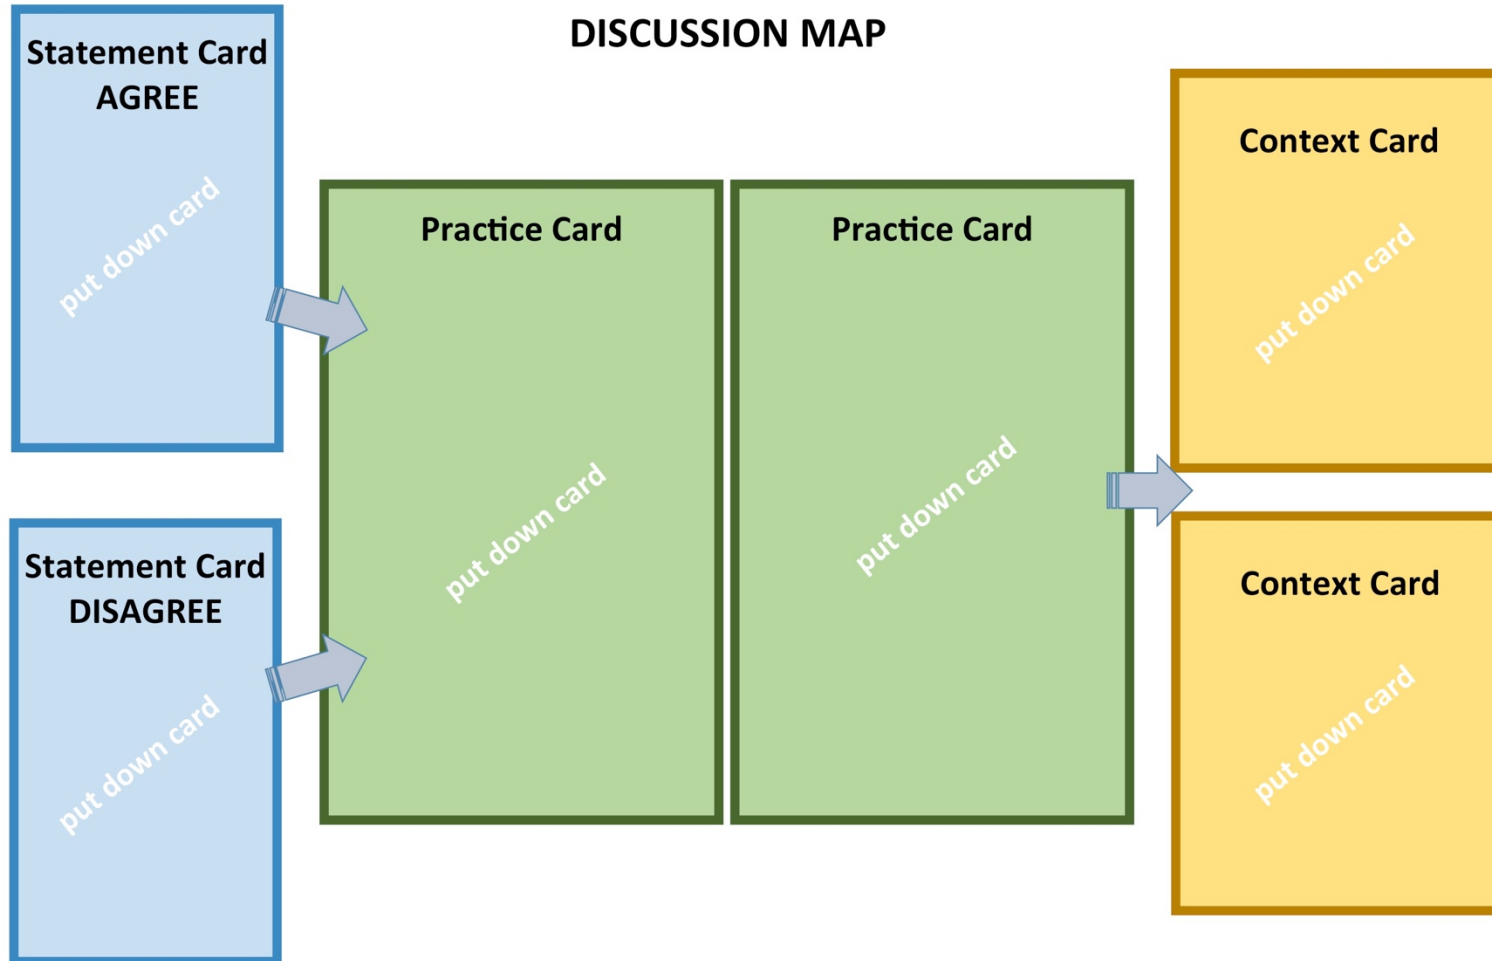 DISCUSSION MAP
Statement Card
AGREE
put down card
Statement Card
DISAGREE
put down card
Practice Card
put down card
Practice Card
put down card
Context Card
put down card
Context Card
put down card